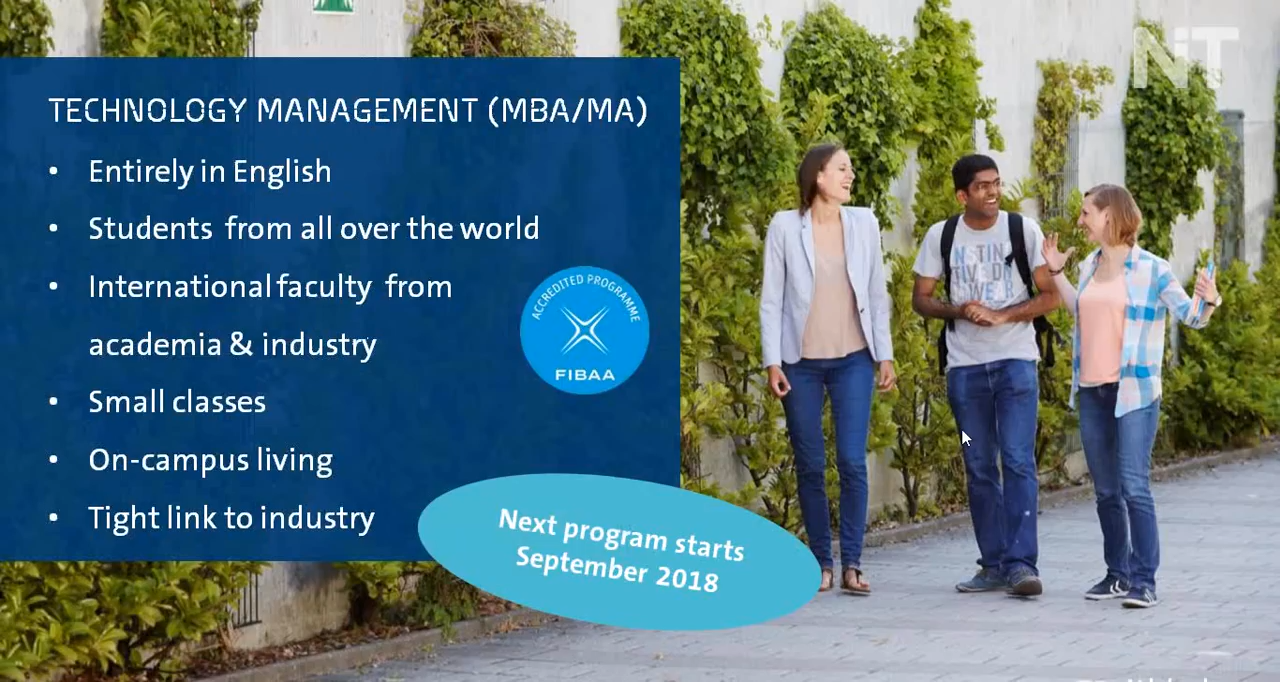 NiT
TECHNOLOGY MANAGEMENT (MBA/MA)
• Entirely in English
• Students from all over the world
• International faculty from
academia & industry
• Small classes
• On-campus living
• Tight link to industry
ACCREDITED PROGRAMME
FIBAA
Next program starts
September 2018